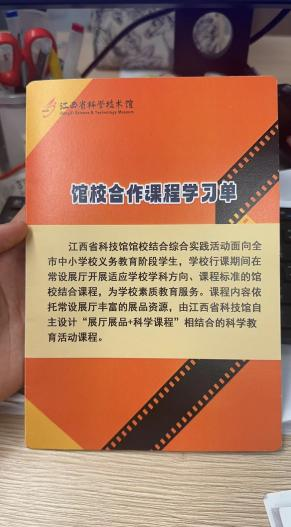 江西省科学技术馆
JiangXi Science & Technology Museum
馆校合作课程学习单
江西省科技馆馆校结合综合实践活动面向全
市中小学校义务教育阶段学生，学校行课期间在
常设展厅开展适应学校学科方向、课程标准的馆
校结合课程，为学校素质教育服务。课程内容依
托常设展厅丰富的展品资源，由江西省科技馆自
主设计“展厅展品+科学课程”相结合的科学教
育活动课程。